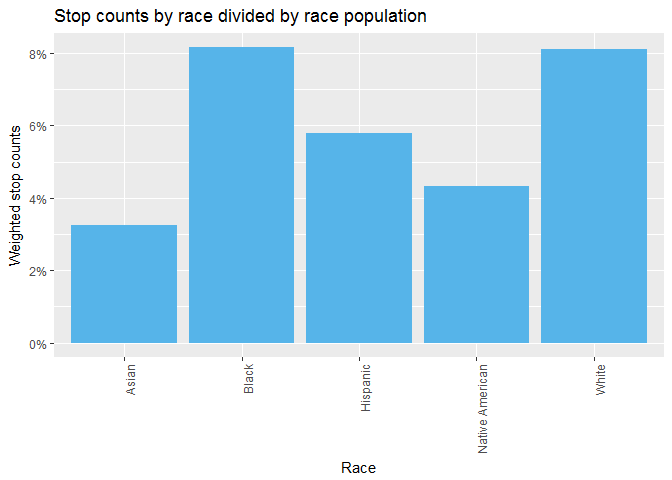 Stop counts by race divided by race population
Weighted stop counts
8%
6%
4%
2%
0%
Asian
Black
Hispanic
Native American
White
Race